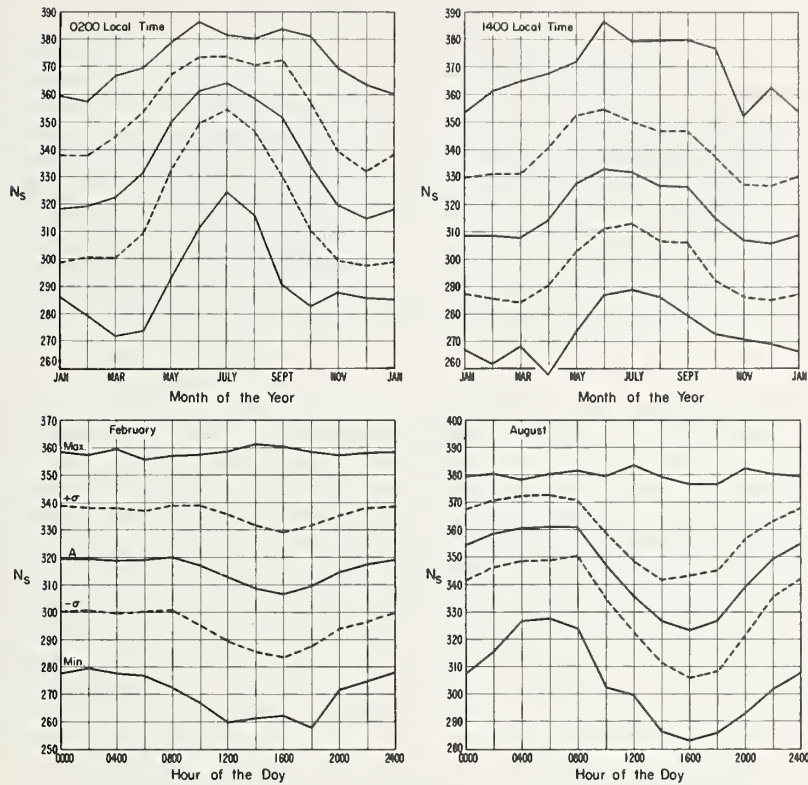 390
0200 Local Time
380
370
360
350
340
330
Ns
320
310
300
290
280
270
260
JAN MAR MAY JULY SEPT NOV JAN
Month of the Year
390
1400 Local Time
380
370
360
350
340
330
Ns
320
310
300
290
280
270
260
JAN MAR MAY JULY SEPT NOV JAN
Month of the Year
370
February
Max.
360
350
+σ
340
330
A
320
Ns
310
−σ
300
290
Min
280
270
260
250
0000 0400 0800 1200 1600 2000 2400
Hour of the Doy
400
August
390
380
370
360
350
340
Ns
330
320
310
300
290
280
0000 0400 0800 1200 1600 2000 2400
Hour of the Doy